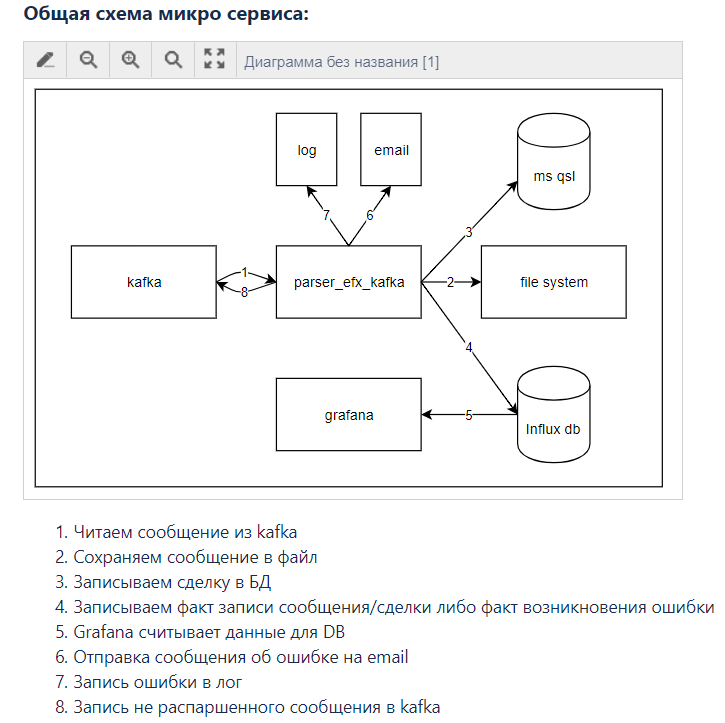 Общая схема микро сервиса:
Диаграмма без названия [1]
log
email
ms qsl
7
6
3
kafka
1
8
parser_efx_kafka
2
file system
4
grafana
5
Influx db
1. Читаем сообщение из kafka
2. Сохраняем сообщение в файл
3. Записываем сделку в БД
4. Записываем факт записи сообщения/сделки либо факт возникновения ошибки
5. Grafana считывает данные для DB
6. Отправка сообщения об ошибке на email
7. Запись ошибки в лог
8. Запись не распаршенного сообщения в kafka